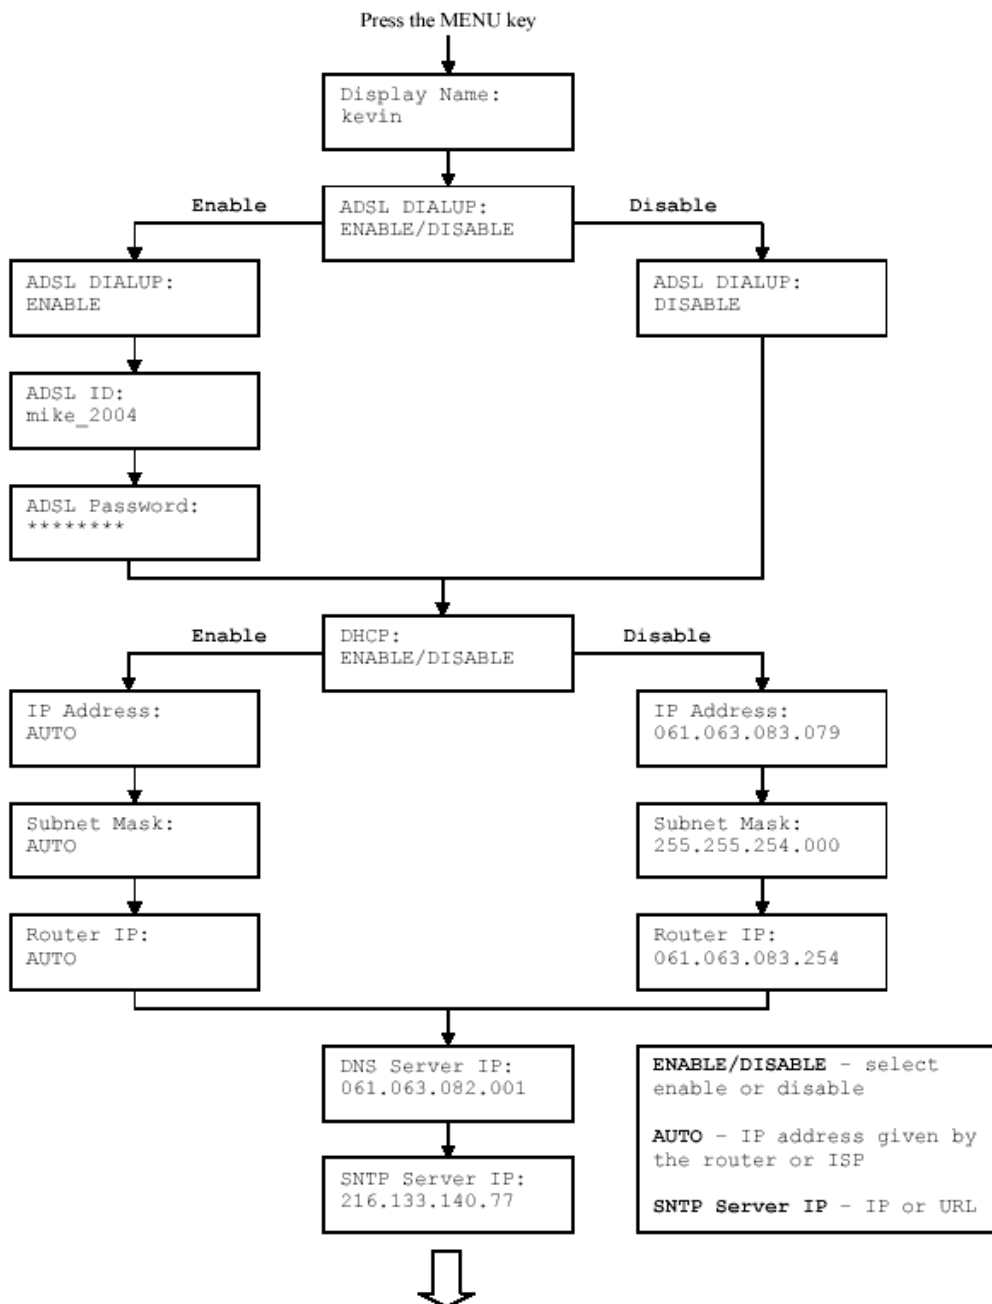 Press the MENU key
Display Name:
kevin
Enable
ADSL DIALUP:
ENABLE/DISABLE
Disable
ADSL DIALUP:
ENABLE
ADSL DIALUP:
DISABLE
ADSL ID:
mike_2004
ADSL Password:
********
Enable
DHCP:
ENABLE/DISABLE
Disable
IP Address:
AUTO
IP Address:
061.063.083.079
Subnet Mask:
AUTO
Subnet Mask:
255.255.254.000
Router IP:
AUTO
Router IP:
061.063.083.254
DNS Server IP:
061.063.082.001
SNTP Server IP:
216.133.140.77
ENABLE/DISABLE – select
enable or disable
AUTO – IP address given by
the router or ISP
SNTP Server IP – IP or URL